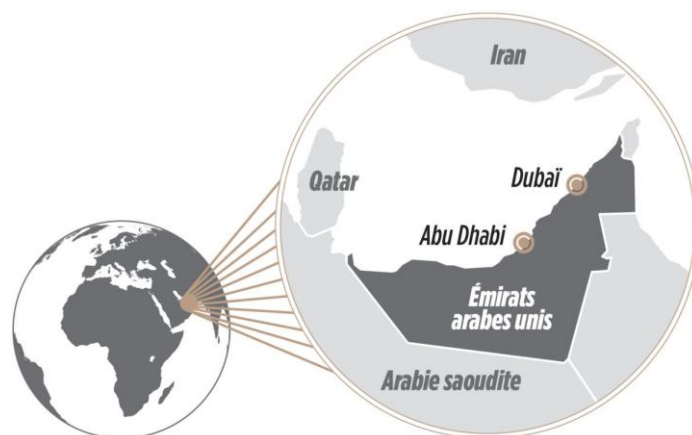 Iran
Qatar
Dubaï
Abu Dhabi
Émirats
arabes unis
Arabie saoudite